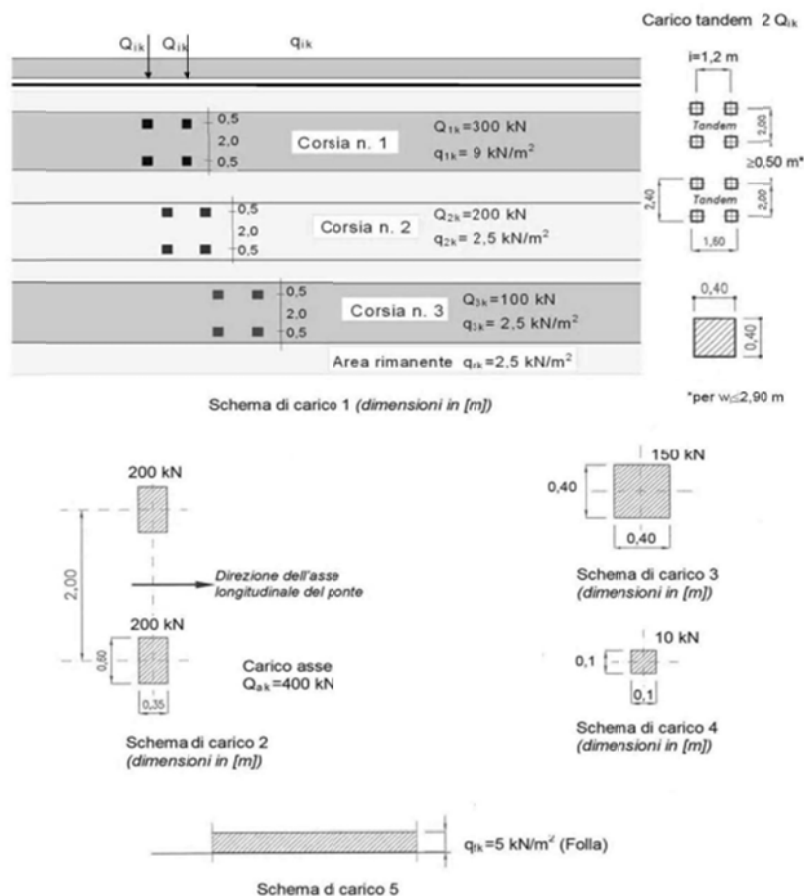 Carico tandem 2 Qik
Qik Qik qik
i=1,2 m
0,5
2,0
0,5
Corsia n. 1
Q1k=300 kN
q1k= 9 kN/m²
Tandem
2,00
≥0,50 m*
0,5
2,0
0,5
Corsia n. 2
Q2k=200 kN
q2k= 2,5 kN/m²
2,40
Tandem
2,00
1,60
0,5
2,0
0,5
Corsia n. 3
Q3k=100 kN
q3k= 2,5 kN/m²
0,40
0,40
Area rimanente qrk=2,5 kN/m²
*per wl≤2,90 m
Schema di carico 1 (dimensioni in [m])
200 kN
2,00
Direzione dell'asse
longitudinale del ponte
200 kN
0,60
0,35
Carico asse
Qak=400 kN
Schema di carico 2
(dimensioni in [m])
150 kN
0,40
0,40
Schema di carico 3
(dimensioni in [m])
10 kN
0,1
0,1
Schema di carico 4
(dimensioni in [m])
qfk=5 kN/m² (Folla)
Schema d carico 5